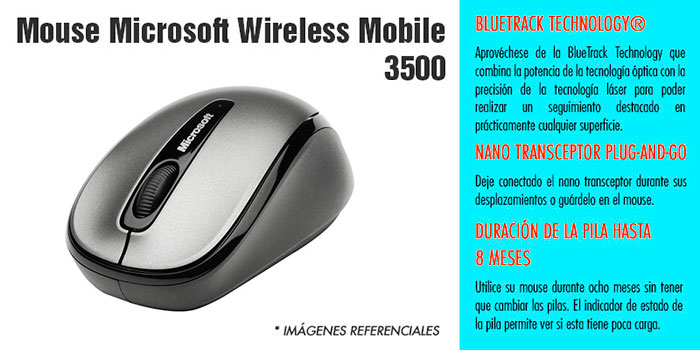 Mouse Microsoft Wireless Mobile
3500
Microsoft
* IMÁGENES REFERENCIALES
BLUETRACK TECHNOLOGY®
Aprovéchese de la BlueTrack Technology que
combina la potencia de la tecnología óptica con la
precisión de la tecnología láser para poder
realizar un seguimiento destacado en
prácticamente cualquier superficie.
NANO TRANSCEPTOR PLUG-AND-GO
Deje conectado el nano transceptor durante sus
desplazamientos o guárdelo en el mouse.
DURACIÓN DE LA PILA HASTA
8 MESES
Utilice su mouse durante ocho meses sin tener
que cambiar las pilas. El indicador de estado de
la pila permite ver si esta tiene poca carga.